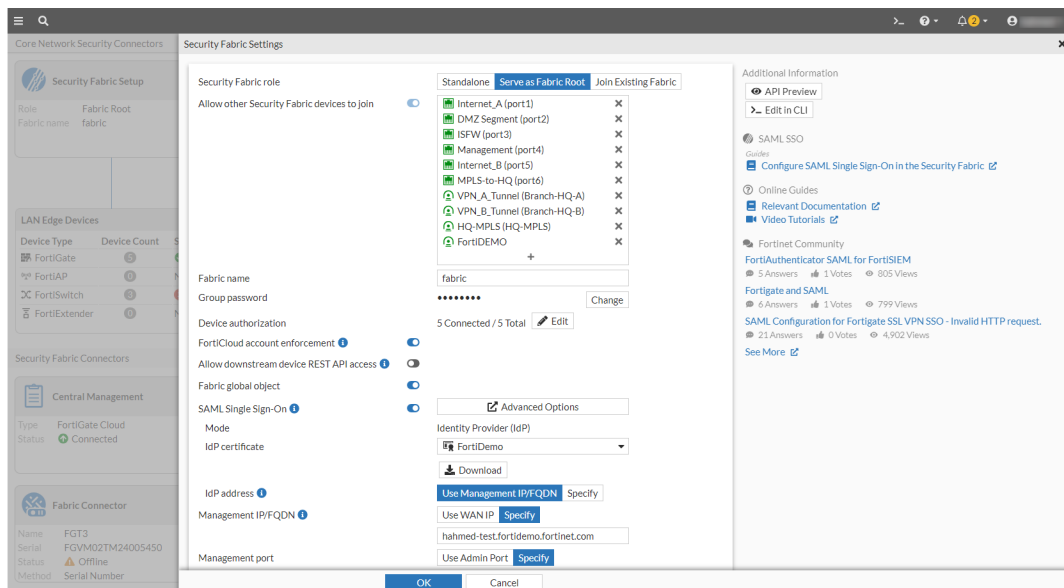 2
Core Network Security Connectors
Security Fabric Settings
Security Fabric Setup
Role Fabric Root
Fabric name fabric
LAN Edge Devices
Device Type Device Count S
FortiGate 5
FortiAP 0 N
FortiSwitch 3
FortiExtender 0 N
Security Fabric Connectors
Central Management
Type FortiGate Cloud
Status Connected
Fabric Connector
Name FGT3
Serial FGVM02TM24005450
Status Offline
Method Serial Number
Security Fabric role Standalone Serve as Fabric Root Join Existing Fabric
Allow other Security Fabric devices to join
Internet_A (port1)
DMZ Segment (port2)
ISFW (port3)
Management (port4)
Internet_B (port5)
MPLS-to-HQ (port6)
VPN_A_Tunnel (Branch-HQ-A)
VPN_B_Tunnel (Branch-HQ-B)
HQ-MPLS (HQ-MPLS)
FortiDEMO
+
Fabric name fabric
Group password •••••••• Change
Device authorization 5 Connected / 5 Total Edit
FortiCloud account enforcement
Allow downstream device REST API access
Fabric global object
SAML Single Sign-On Advanced Options
Mode Identity Provider (IdP)
IdP certificate FortiDemo
Download
IdP address Use Management IP/FQDN Specify
Management IP/FQDN Use WAN IP Specify
hahmed-test.fortidemo.fortinet.com
Management port Use Admin Port Specify
OK Cancel
Additional Information
API Preview
>_ Edit in CLI
SAML SSO
Guides
Configure SAML Single Sign-On in the Security Fabric
Online Guides
Relevant Documentation
Video Tutorials
Fortinet Community
FortiAuthenticator SAML for FortiSIEM
5 Answers 1 Votes 805 Views
Fortigate and SAML
6 Answers 1 Votes 799 Views
SAML Configuration for Fortigate SSL VPN SSO - Invalid HTTP request.
21 Answers 0 Votes 4,902 Views
See More